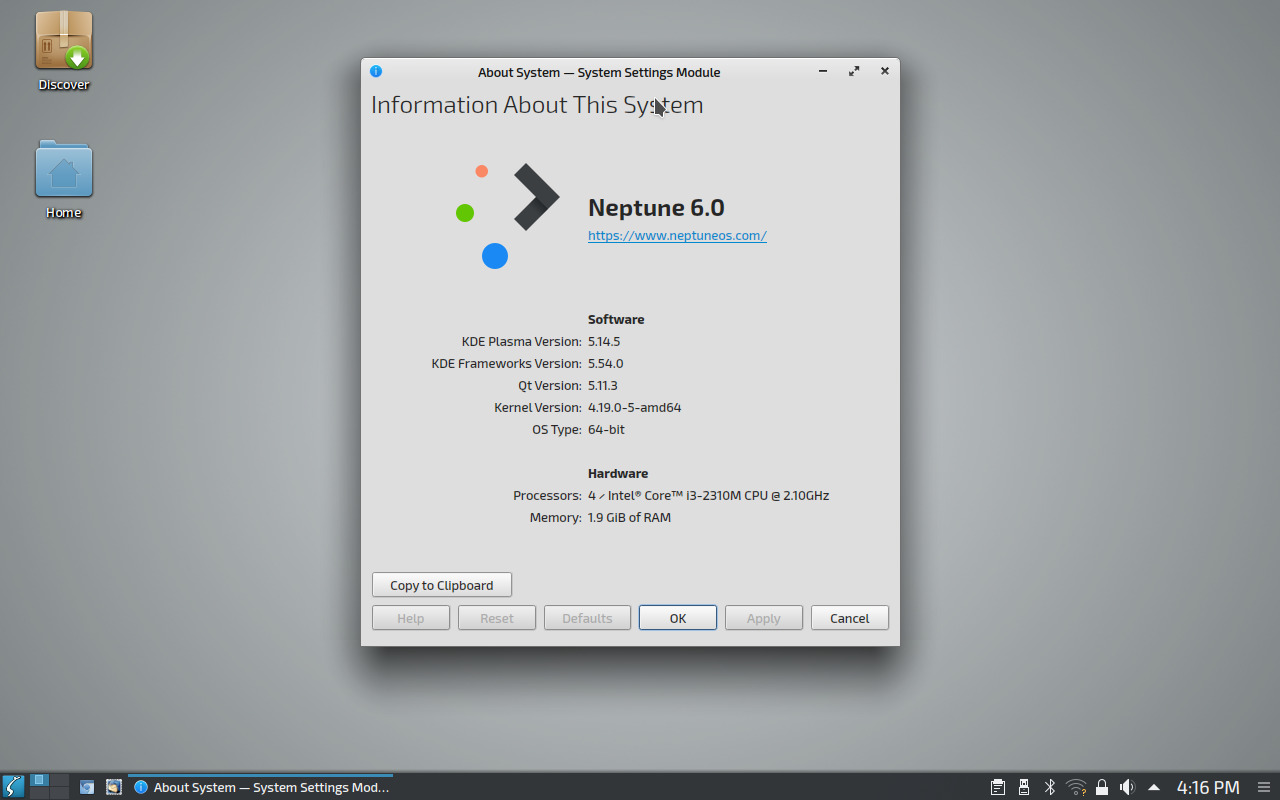 Discover
Home
About System — System Settings Module
Information About This System
Neptune 6.0
https://www.neptuneos.com/
Software
KDE Plasma Version: 5.14.5
KDE Frameworks Version: 5.54.0
Qt Version: 5.11.3
Kernel Version: 4.19.0-5-amd64
OS Type: 64-bit
Hardware
Processors: 4 × Intel® Core™ i3-2310M CPU @ 2.10GHz
Memory: 1.9 GiB of RAM
Copy to Clipboard
Help Reset Defaults OK Apply Cancel
About System — System Settings Mod... 4:16 PM